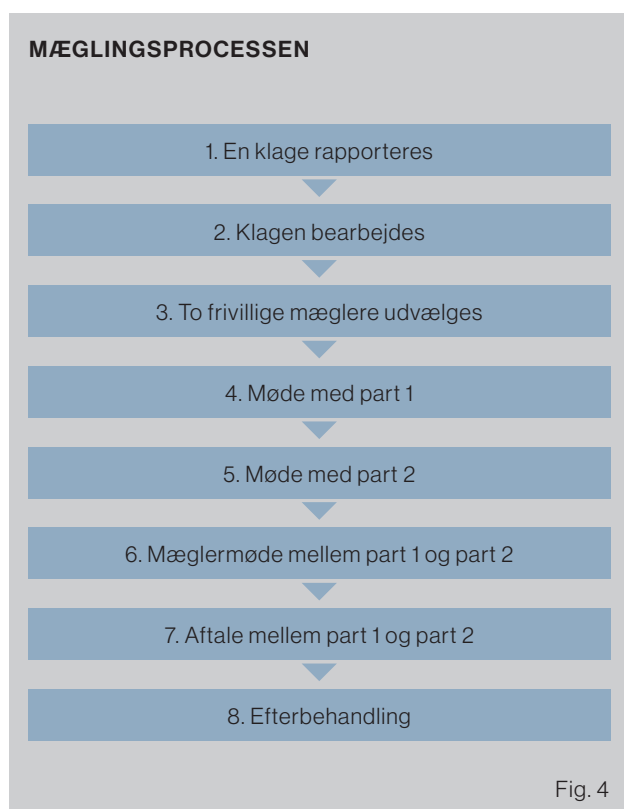 MÆGLINGSPROCESSEN
1. En klage rapporteres
2. Klagen bearbejdes
3. To frivillige mæglere udvælges
4. Møde med part 1
5. Møde med part 2
6. Mæglermøde mellem part 1 og part 2
7. Aftale mellem part 1 og part 2
8. Efterbehandling
Fig. 4